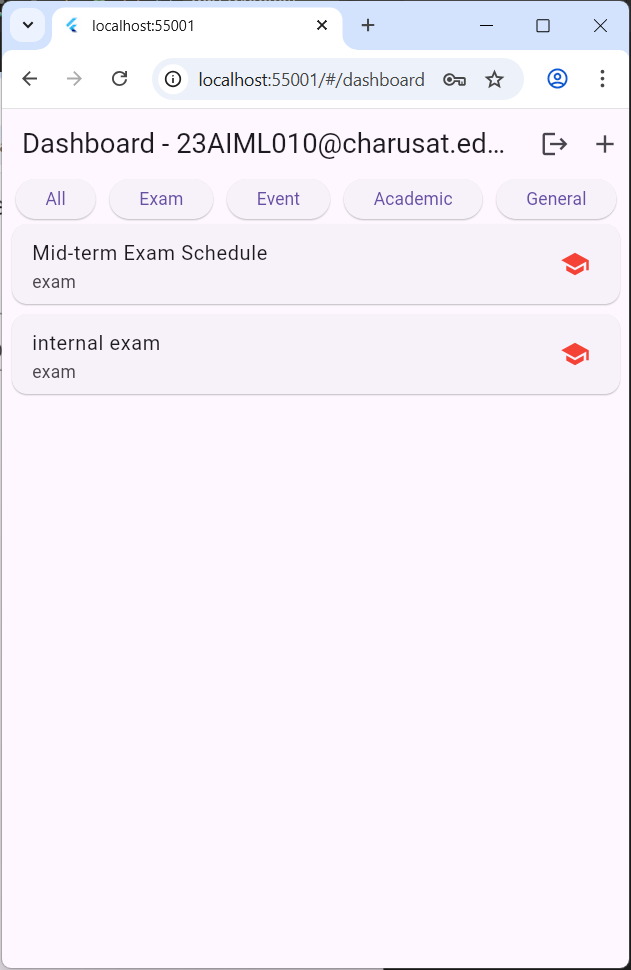 localhost:55001
localhost:55001/#/dashboard
Dashboard - 23AIML010@charusat.ed...
All Exam Event Academic General
Mid-term Exam Schedule
exam
internal exam
exam